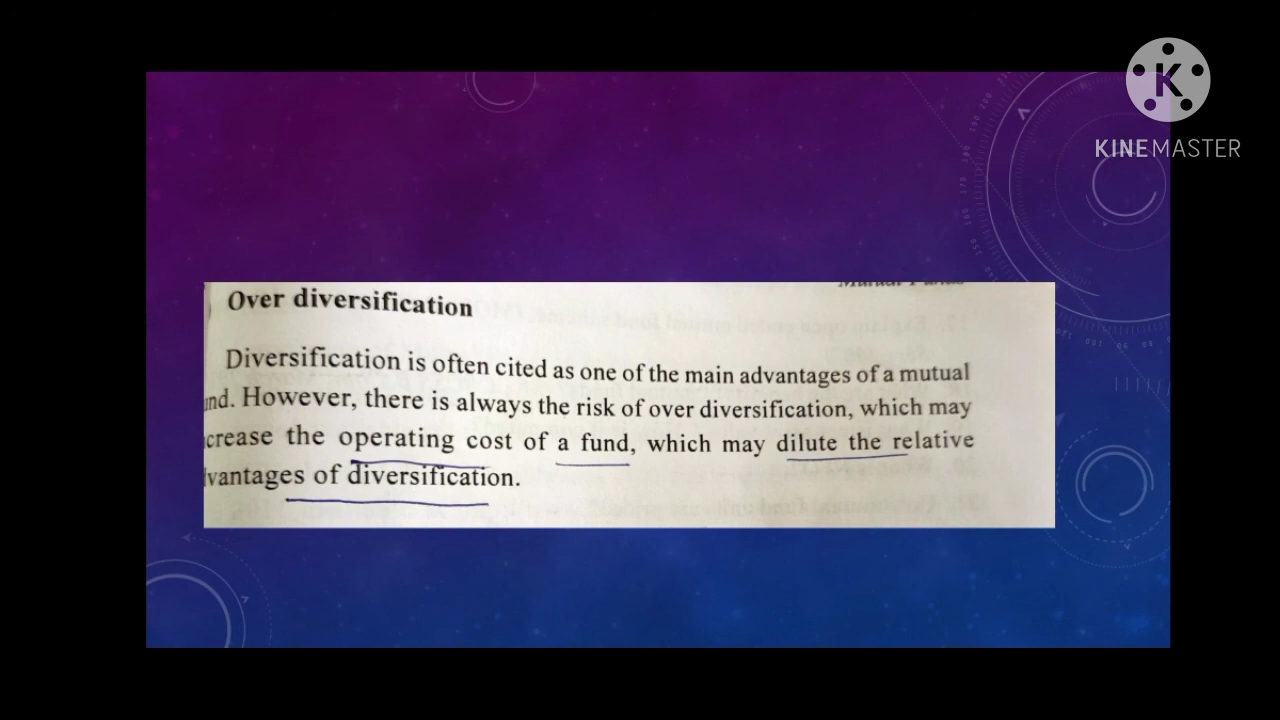 K
KINEMASTER
Over diversification
Diversification is often cited as one of the main advantages of a mutual
nd. However, there is always the risk of over diversification, which may
crease the operating cost of a fund, which may dilute the relative
vantages of diversification.